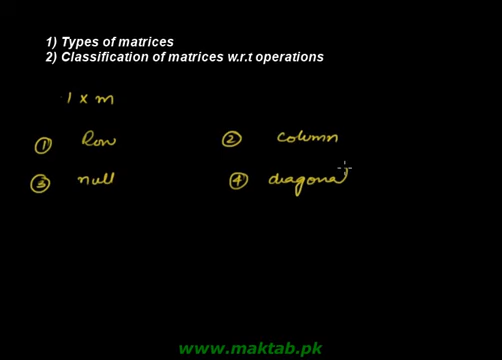 1) Types of matrices
2) Classification of matrices w.r.t operations
1 x m
① Row ② Column
③ null ④ diagonal
www.maktab.pk